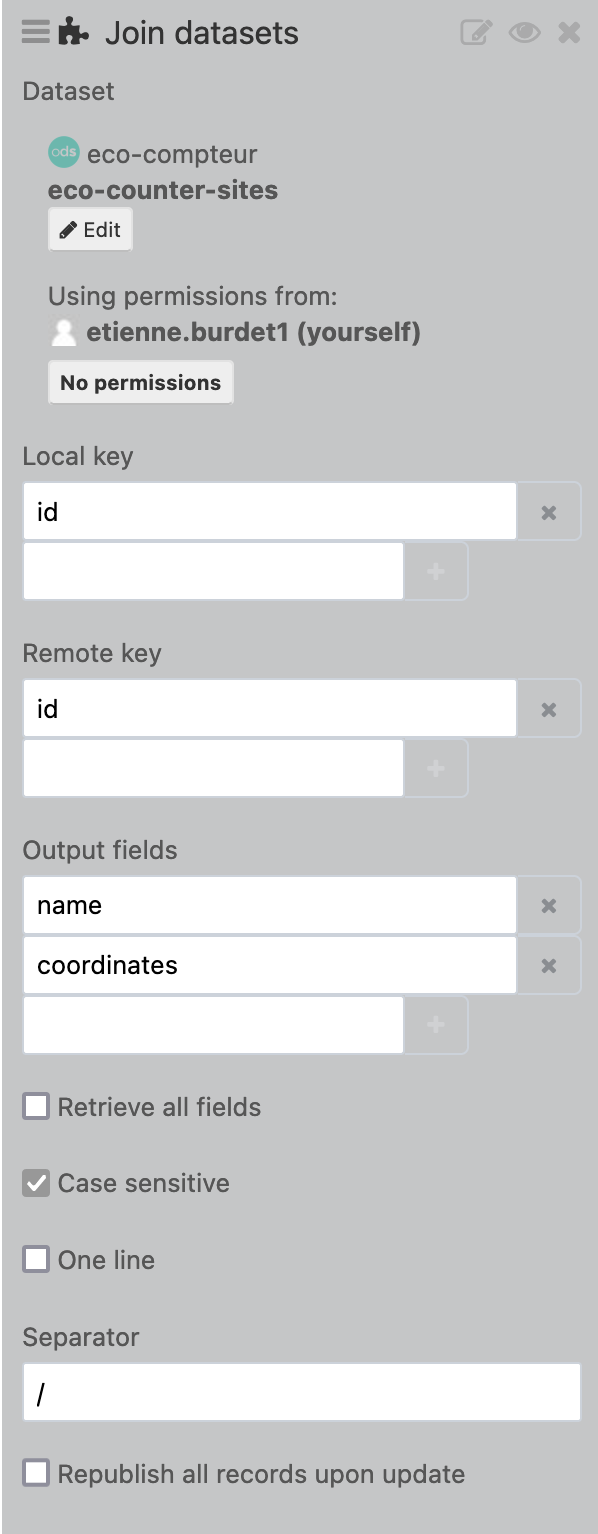 Join datasets
Dataset
ods eco-compteur
eco-counter-sites
Edit
Using permissions from:
etienne.burdet1 (yourself)
No permissions
Local key
id
Remote key
id
Output fields
name
coordinates
Retrieve all fields
Case sensitive
One line
Separator
/
Republish all records upon update